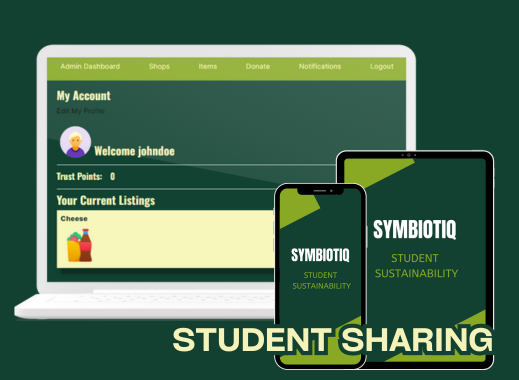 Admin Dashboard Shops Items Donate Notifications Logout
My Account
Edit My Profile
Welcome johndoe
Trust Points: 0
Your Current Listings
Cheese
SYMBIOTIQ
STUDENT
SUSTAINABILITY
SYMBIOTIQ
STUDENT
SUSTAINABILITY
STUDENT SHARING